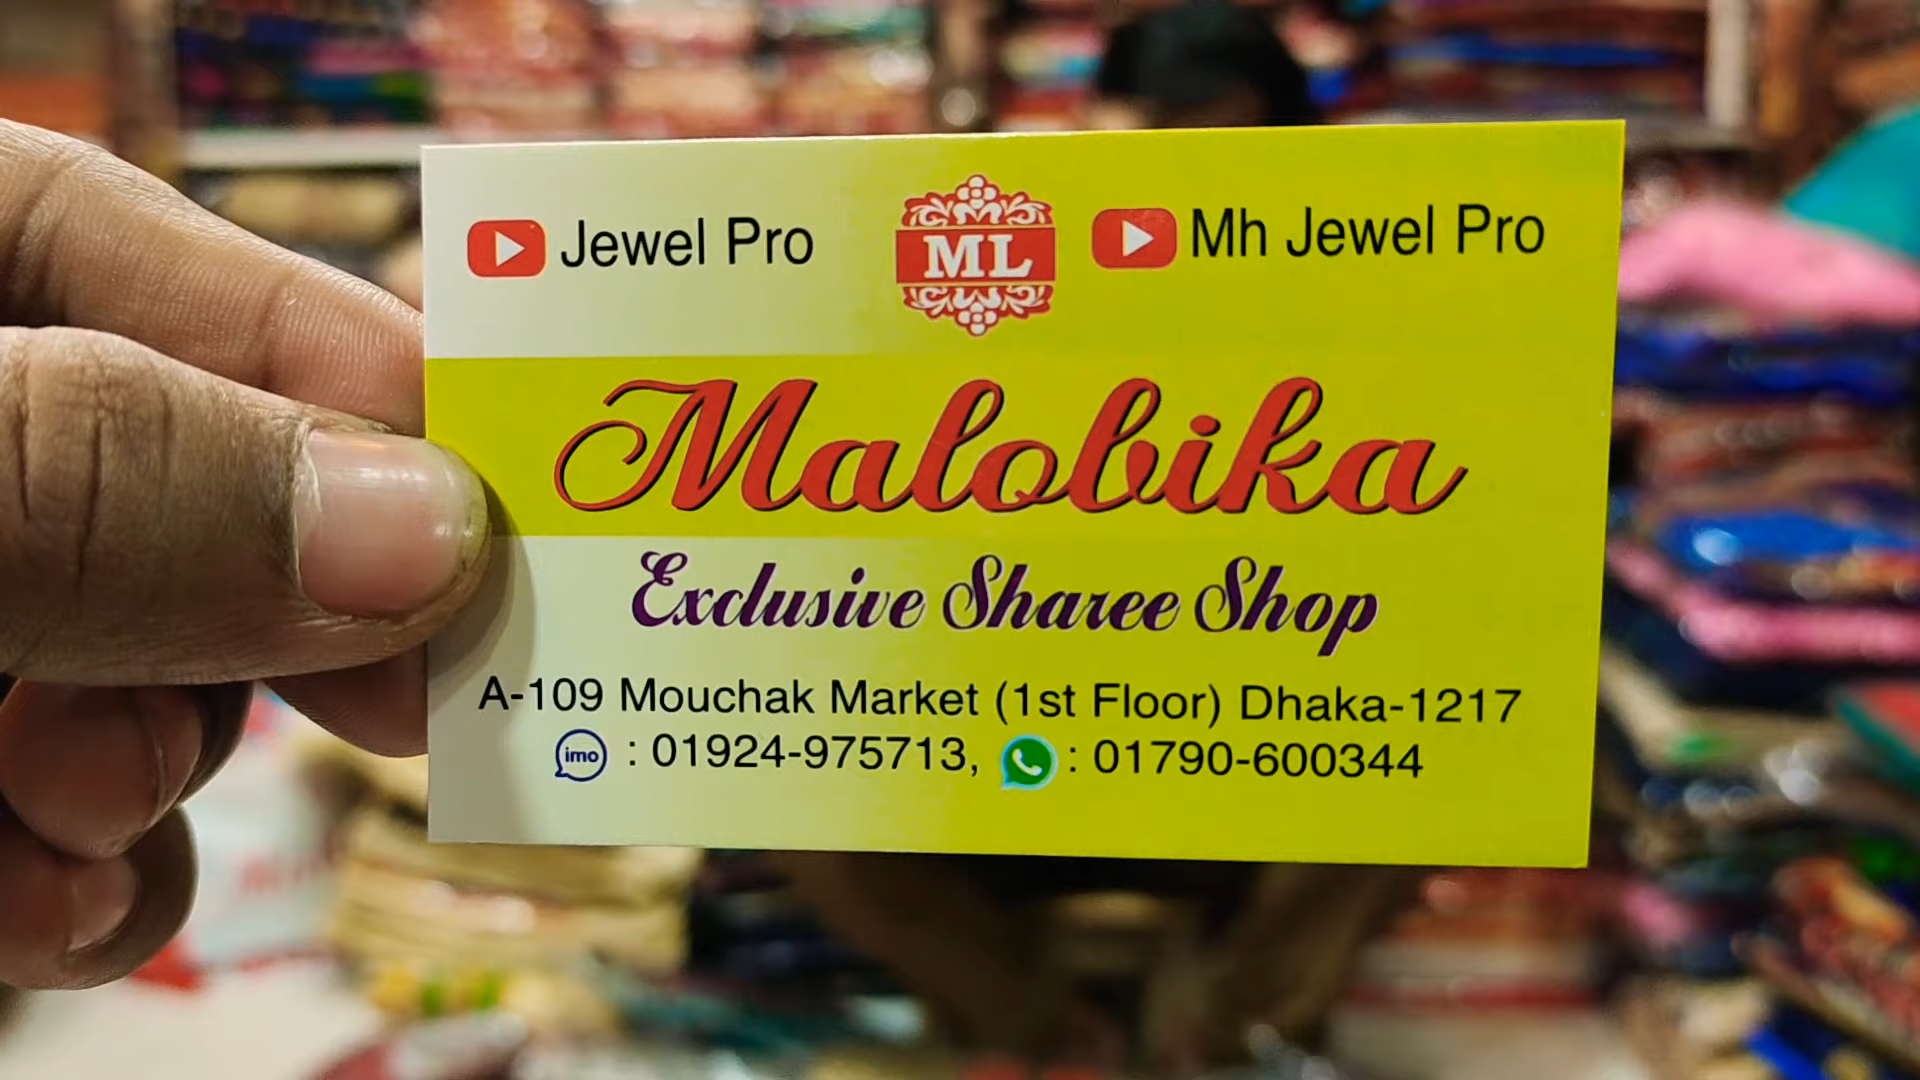 Jewel Pro ML Mh Jewel Pro
Malobika
Exclusive Sharee Shop
A-109 Mouchak Market (1st Floor) Dhaka-1217
imo : 01924-975713, : 01790-600344